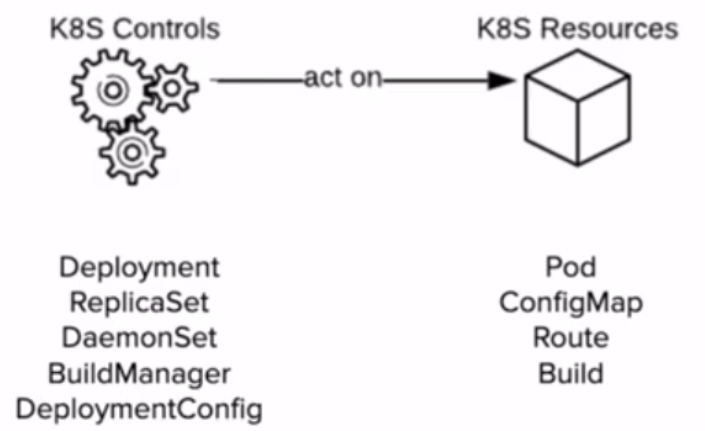 K8S Controls
K8S Resources
act on
Deployment
ReplicaSet
DaemonSet
BuildManager
DeploymentConfig
Pod
ConfigMap
Route
Build